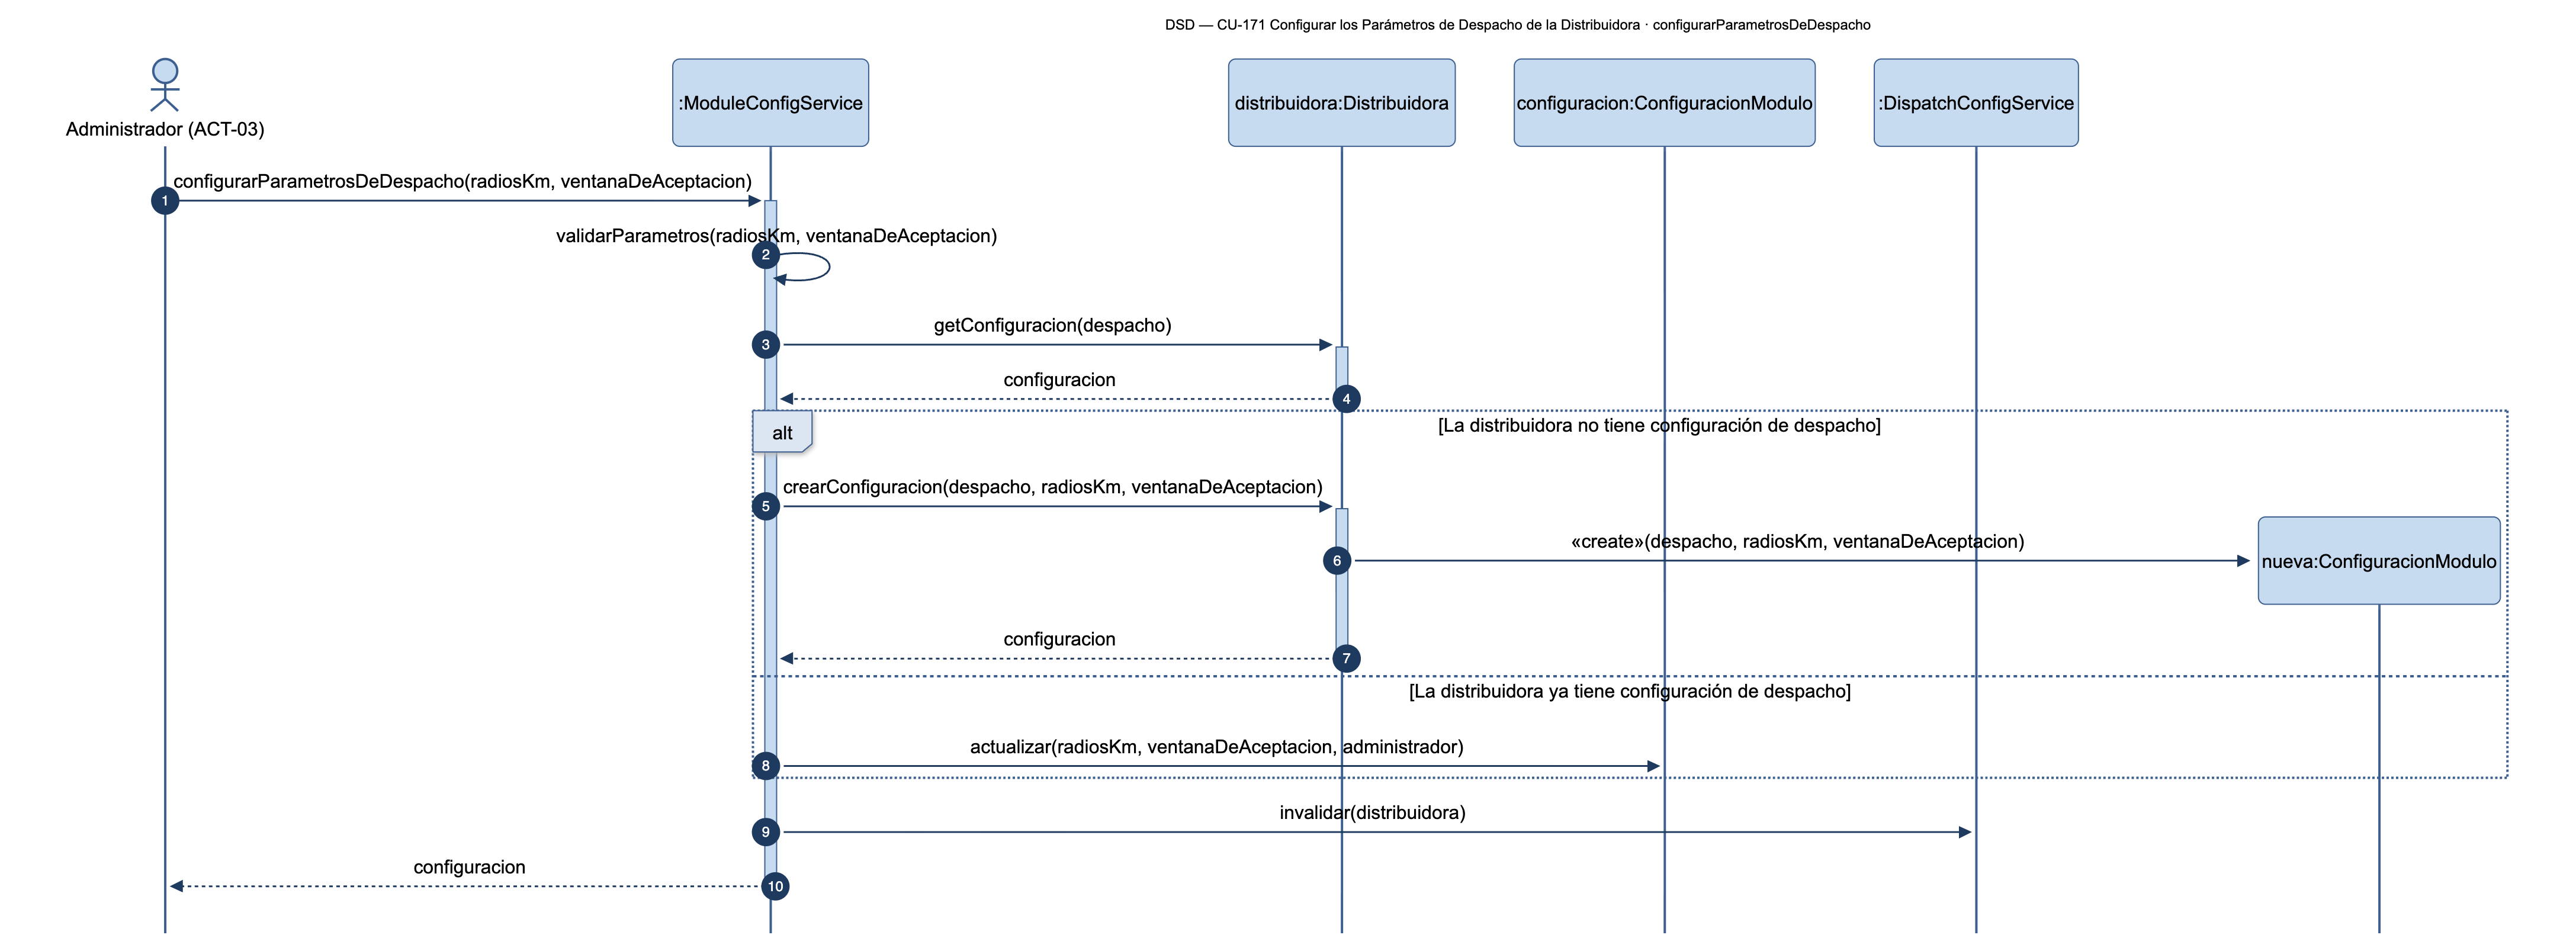 DSD — CU-171 Configurar los Parámetros de Despacho de la Distribuidora · configurarParametrosDeDespacho
Administrador (ACT-03)
:ModuleConfigService
distribuidora:Distribuidora
configuracion:ConfiguracionModulo
:DispatchConfigService
configurarParametrosDeDespacho(radiosKm, ventanaDeAceptacion)
1
validarParametros(radiosKm, ventanaDeAceptacion)
2
getConfiguracion(despacho)
3
configuracion
4
alt
[La distribuidora no tiene configuración de despacho]
crearConfiguracion(despacho, radiosKm, ventanaDeAceptacion)
5
«create»(despacho, radiosKm, ventanaDeAceptacion)
6
nueva:ConfiguracionModulo
configuracion
7
[La distribuidora ya tiene configuración de despacho]
actualizar(radiosKm, ventanaDeAceptacion, administrador)
8
invalidar(distribuidora)
9
configuracion
10